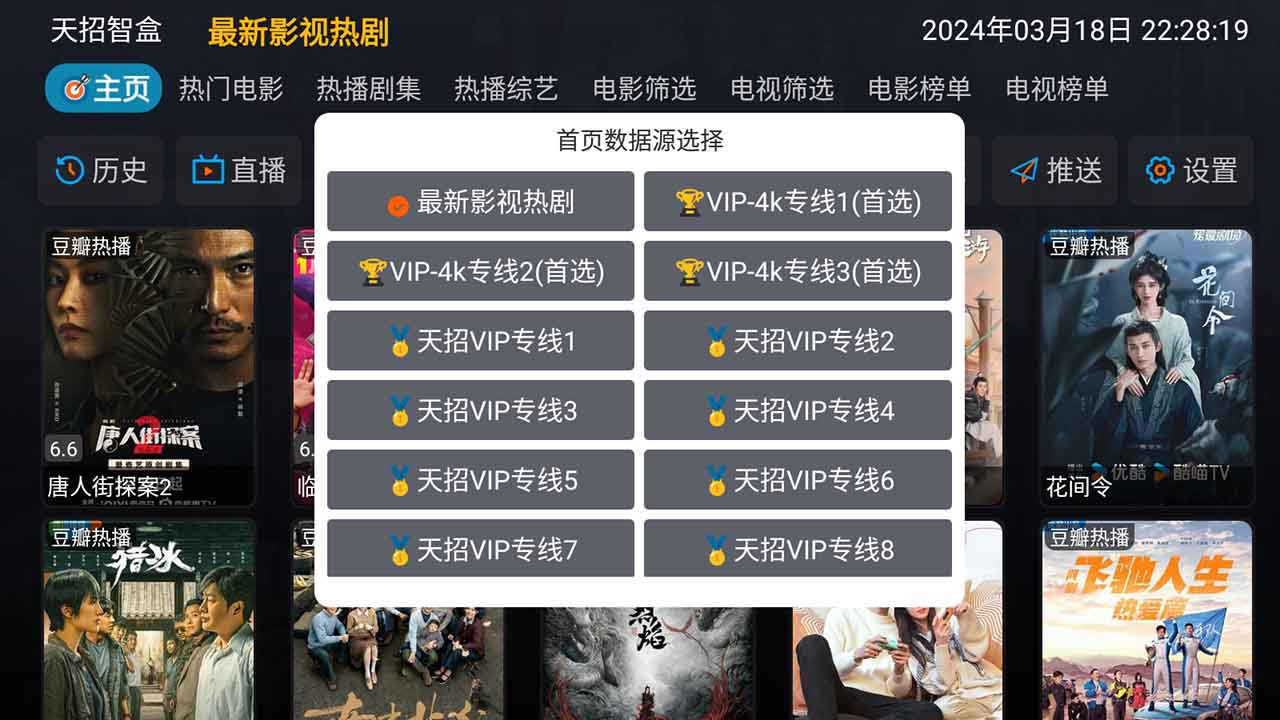 天招智盒
最新影视热剧
2024年03月18日 22:28:19
主页
热门电影
热播剧集
热播综艺
电影筛选
电视筛选
电影榜单
电视榜单
历史
直播
推送
设置
首页数据源选择
最新影视热剧
VIP-4k专线1(首选)
VIP-4k专线2(首选)
VIP-4k专线3(首选)
天招VIP专线1
天招VIP专线2
天招VIP专线3
天招VIP专线4
天招VIP专线5
天招VIP专线6
天招VIP专线7
天招VIP专线8
豆瓣热播
唐人街探案
2
6.6
唐人街探案2
豆
6.
临
豆瓣热播
花间令
优酷
酷喵TV
花间令
豆瓣热播
猎冰
豆
烈焰
豆瓣热播
飞驰人生
热爱篇